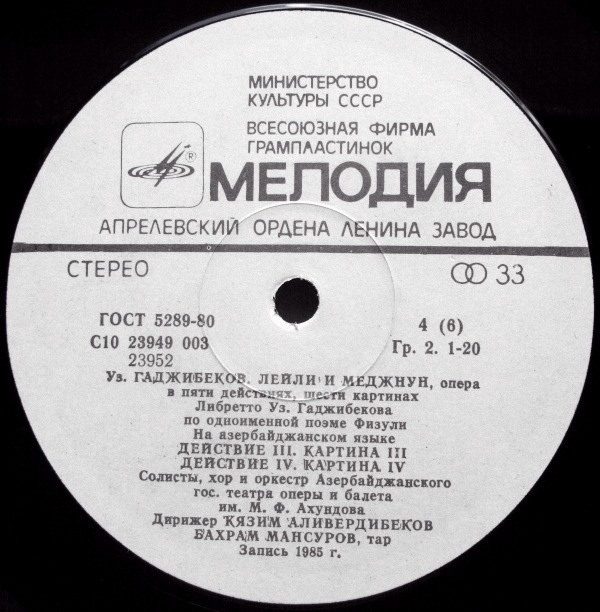 МИНИСТЕРСТВО
КУЛЬТУРЫ СССР
ВСЕСОЮЗНАЯ ФИРМА
ГРАМПЛАСТИНОК
®
МЕЛОДИЯ
АПРЕЛЕВСКИЙ ОРДЕНА ЛЕНИНА ЗАВОД
СТЕРЕО
33
ГОСТ 5289-80
4 (6)
С10 23949 003
Гр. 2. 1-20
23952
Уз. ГАДЖИБЕКОВ. ЛЕЙЛИ И МЕДЖНУН, опера
в пяти действиях, шести картинах
Либретто Уз. Гаджибекова
по одноименной поэме Физули
На азербайджанском языке
ДЕЙСТВИЕ III. КАРТИНА III
ДЕЙСТВИЕ IV. КАРТИНА IV
Солисты, хор и оркестр Азербайджанского
гос. театра оперы и балета
им. М. Ф. Ахундова
Дирижер КЯЗИМ АЛИВЕРДИБЕКОВ
БАХРАМ МАНСУРОВ, тар
Запись 1985 г.